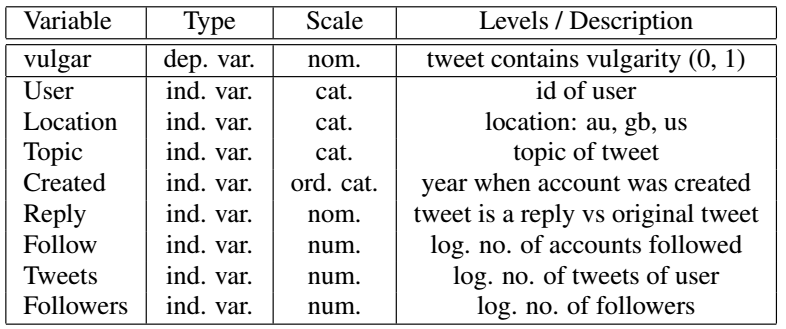 Variable Type Scale Levels / Description
vulgar dep. var. nom. tweet contains vulgarity (0, 1)
User ind. var. cat. id of user
Location ind. var. cat. location: au, gb, us
Topic ind. var. cat. topic of tweet
Created ind. var. ord. cat. year when account was created
Reply ind. var. nom. tweet is a reply vs original tweet
Follow ind. var. num. log. no. of accounts followed
Tweets ind. var. num. log. no. of tweets of user
Followers ind. var. num. log. no. of followers